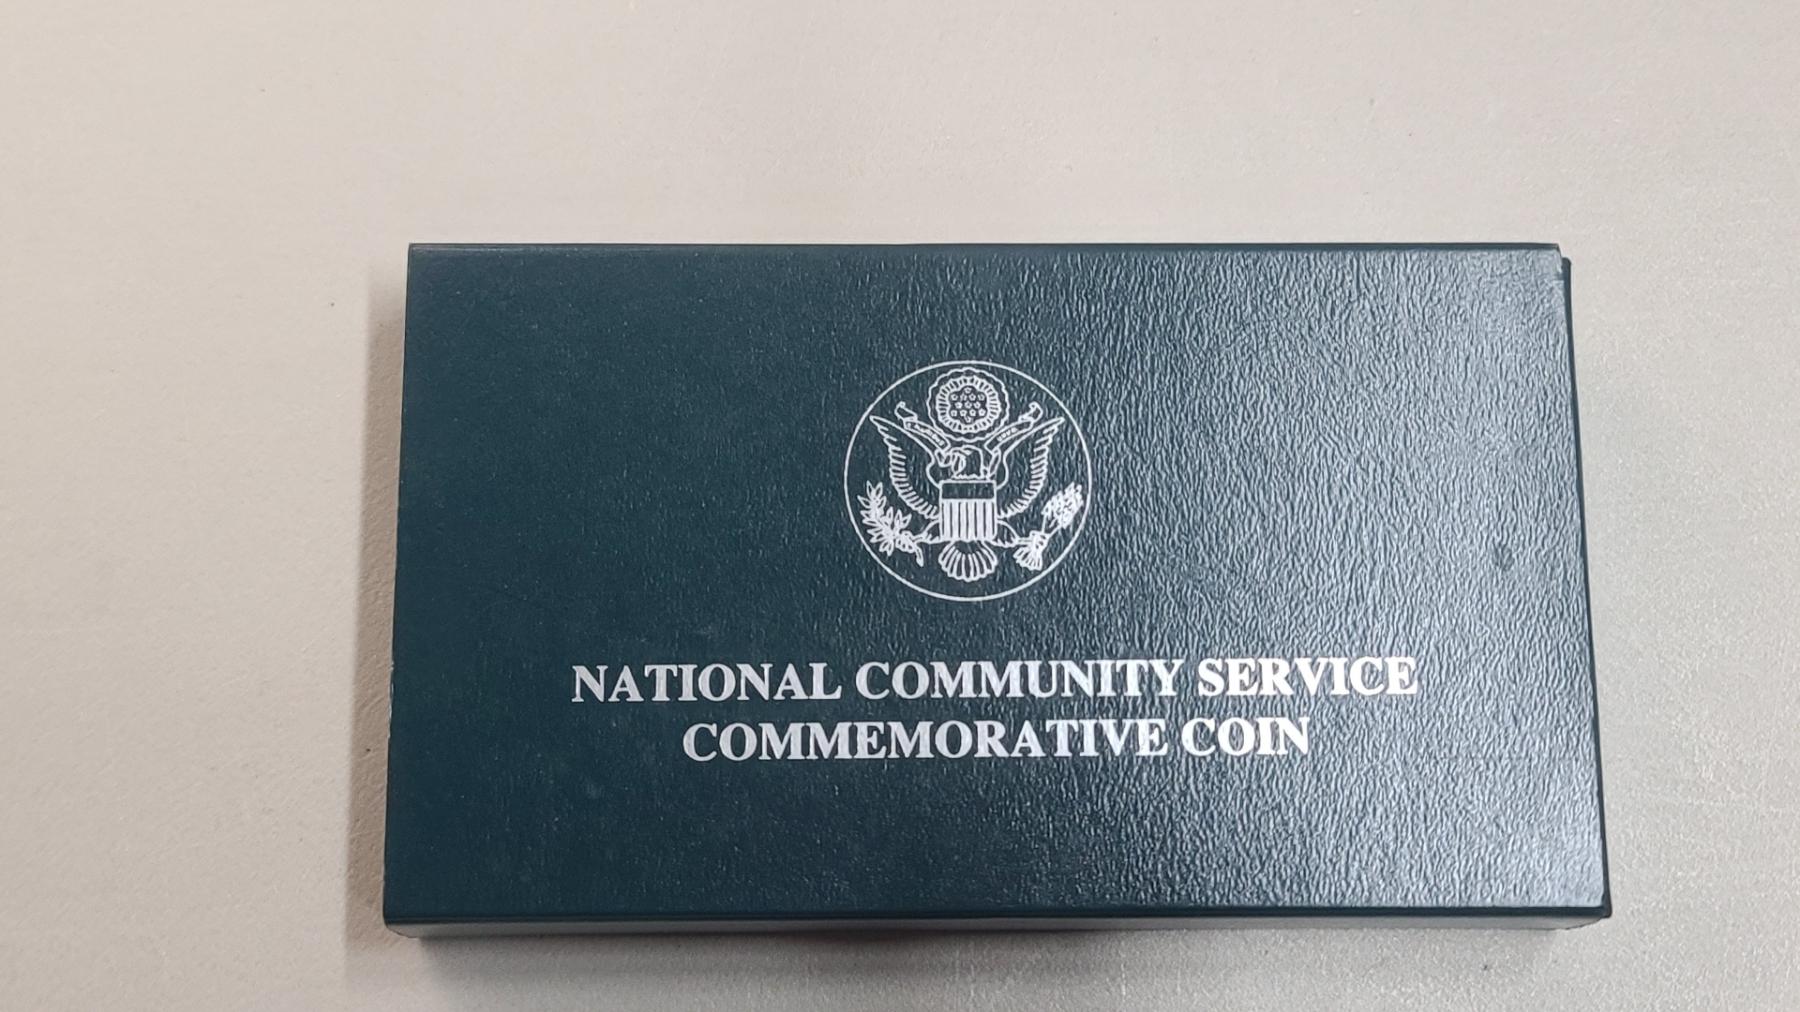 NATIONAL COMMUNITY SERVICE
COMMEMORATIVE COIN